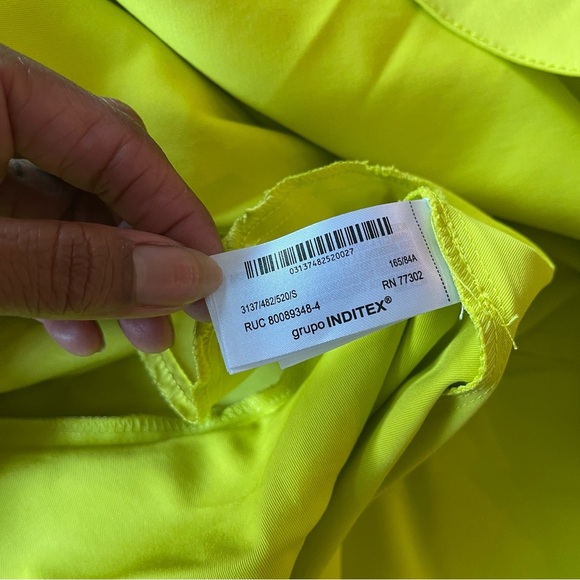 03137482520027
3137/482/520/S 165/84A
RUC 80089348-4 RN 77302
grupo INDITEX®